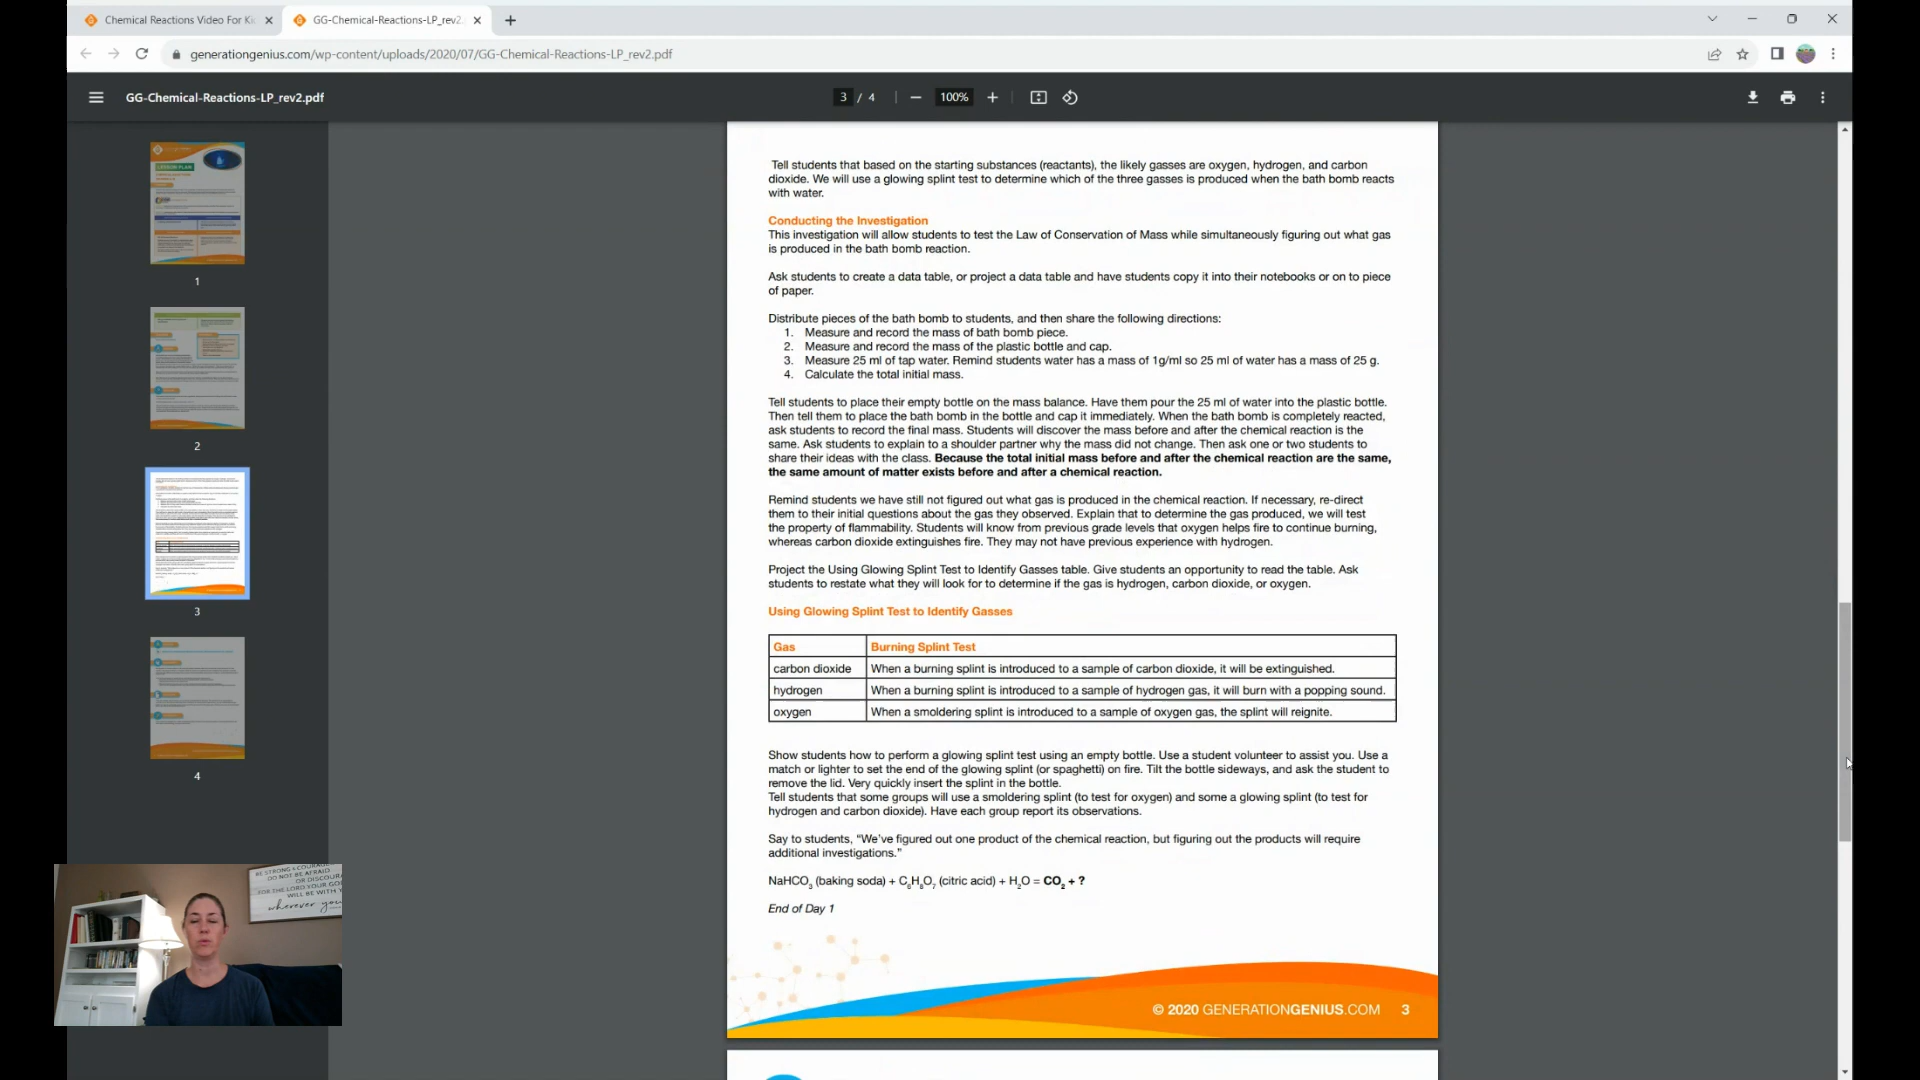 Chemical Reactions Video For Ki
GG-Chemical-Reactions-LP_rev2.
generationgenius.com/wp-content/uploads/2020/07/GG-Chemical-Reactions-LP_rev2.pdf
GG-Chemical-Reactions-LP_rev2.pdf
3 / 4
100%
Tell students that based on the starting substances (reactants), the likely gasses are oxygen, hydrogen, and carbon
dioxide. We will use a glowing splint test to determine which of the three gasses is produced when the bath bomb reacts
with water.
Conducting the Investigation
This investigation will allow students to test the Law of Conservation of Mass while simultaneously figuring out what gas
is produced in the bath bomb reaction.
Ask students to create a data table, or project a data table and have students copy it into their notebooks or on to piece
of paper.
Distribute pieces of the bath bomb to students, and then share the following directions:
1. Measure and record the mass of bath bomb piece.
2. Measure and record the mass of the plastic bottle and cap.
3. Measure 25 ml of tap water. Remind students water has a mass of 1g/ml so 25 ml of water has a mass of 25 g.
4. Calculate the total initial mass.
Tell students to place their empty bottle on the mass balance. Have them pour the 25 ml of water into the plastic bottle.
Then tell them to place the bath bomb in the bottle and cap it immediately. When the bath bomb is completely reacted,
ask students to record the final mass. Students will discover the mass before and after the chemical reaction is the
same. Ask students to explain to a shoulder partner why the mass did not change. Then ask one or two students to
share their ideas with the class. Because the total initial mass before and after the chemical reaction are the same,
the same amount of matter exists before and after a chemical reaction.
Remind students we have still not figured out what gas is produced in the chemical reaction. If necessary, re-direct
them to their initial questions about the gas they observed. Explain that to determine the gas produced, we will test
the property of flammability. Students will know from previous grade levels that oxygen helps fire to continue burning,
whereas carbon dioxide extinguishes fire. They may not have previous experience with hydrogen.
Project the Using Glowing Splint Test to Identify Gasses table. Give students an opportunity to read the table. Ask
students to restate what they will look for to determine if the gas is hydrogen, carbon dioxide, or oxygen.
Using Glowing Splint Test to Identify Gasses
Gas Burning Splint Test
carbon dioxide When a burning splint is introduced to a sample of carbon dioxide, it will be extinguished.
hydrogen When a burning splint is introduced to a sample of hydrogen gas, it will burn with a popping sound.
oxygen When a smoldering splint is introduced to a sample of oxygen gas, the splint will reignite.
Show students how to perform a glowing splint test using an empty bottle. Use a student volunteer to assist you. Use a
match or lighter to set the end of the glowing splint (or spaghetti) on fire. Tilt the bottle sideways, and ask the student to
remove the lid. Very quickly insert the splint in the bottle.
Tell students that some groups will use a smoldering splint (to test for oxygen) and some a glowing splint (to test for
hydrogen and carbon dioxide). Have each group report its observations.
Say to students, “We’ve figured out one product of the chemical reaction, but figuring out the products will require
additional investigations.”
NaHCO₃ (baking soda) + C₆H₈O₇ (citric acid) + H₂O = CO₂ + ?
End of Day 1
© 2020 GENERATIONGENIUS.COM 3
1
2
3
4
LESSON PLAN
BE STRONG & COURAG
DO NOT BE AFRAID
OR DISCOUR
FOR THE LORD YOUR GO
WILL BE WITH Y
wherever yo